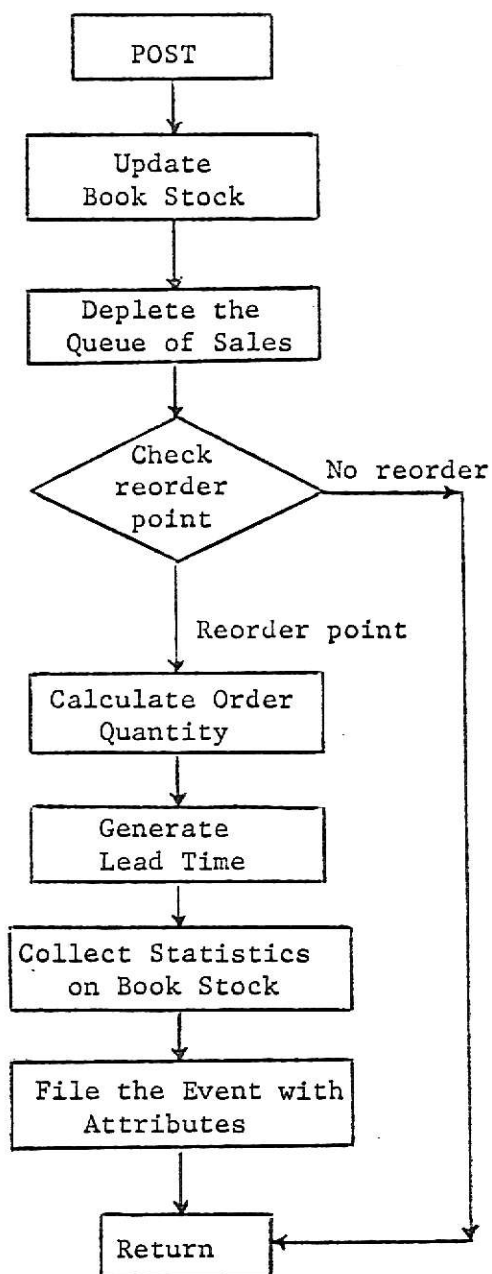 POST
Update
Book Stock
Deplete the
Queue of Sales
Check
reorder
point
No reorder
Reorder point
Calculate Order
Quantity
Generate
Lead Time
Collect Statistics
on Book Stock
File the Event with
Attributes
Return